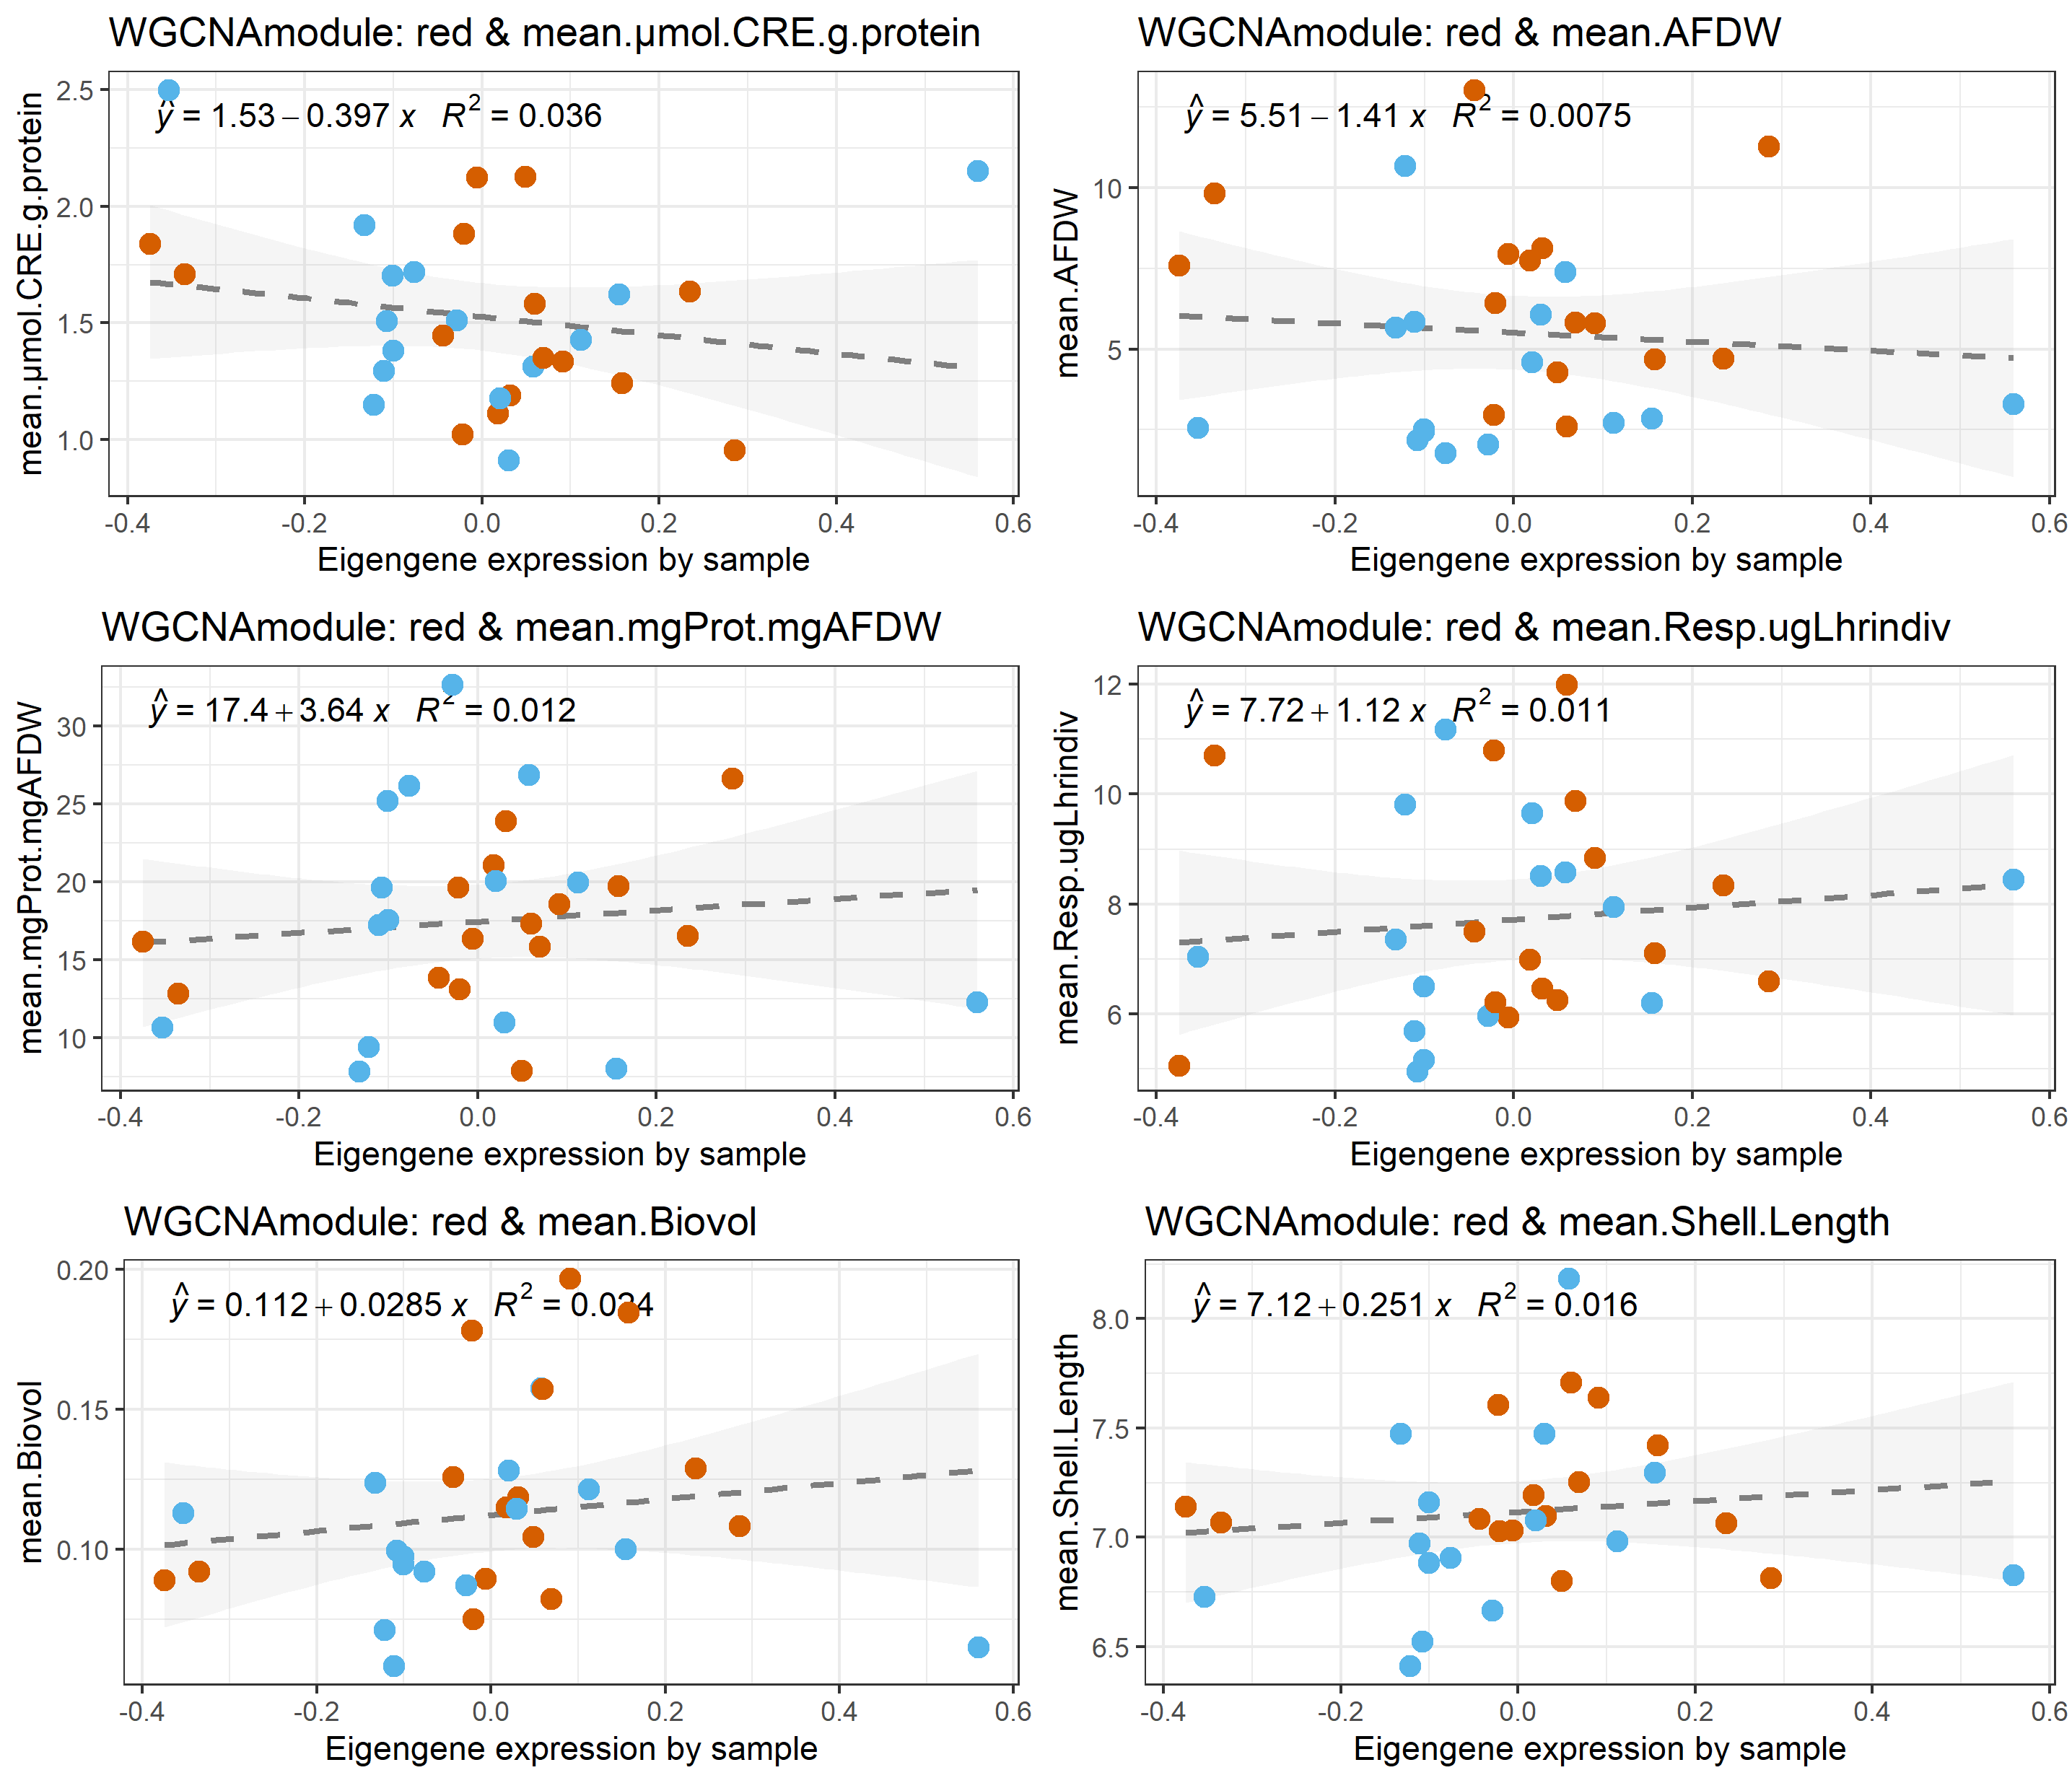 WGCNAmodule: red & mean.µmol.CRE.g.protein
ŷ = 1.53 − 0.397 x R² = 0.036
mean.µmol.CRE.g.protein
2.5
2.0
1.5
1.0
-0.4 -0.2 0.0 0.2 0.4 0.6
Eigengene expression by sample
WGCNAmodule: red & mean.AFDW
ŷ = 5.51 − 1.41 x R² = 0.0075
mean.AFDW
10
5
-0.4 -0.2 0.0 0.2 0.4 0.6
Eigengene expression by sample
WGCNAmodule: red & mean.mgProt.mgAFDW
ŷ = 17.4 + 3.64 x R² = 0.012
mean.mgProt.mgAFDW
30
25
20
15
10
-0.4 -0.2 0.0 0.2 0.4 0.6
Eigengene expression by sample
WGCNAmodule: red & mean.Resp.ugLhrindiv
ŷ = 7.72 + 1.12 x R² = 0.011
mean.Resp.ugLhrindiv
12
10
8
6
-0.4 -0.2 0.0 0.2 0.4 0.6
Eigengene expression by sample
WGCNAmodule: red & mean.Biovol
ŷ = 0.112 + 0.0285 x R² = 0.024
mean.Biovol
0.20
0.15
0.10
-0.4 -0.2 0.0 0.2 0.4 0.6
Eigengene expression by sample
WGCNAmodule: red & mean.Shell.Length
ŷ = 7.12 + 0.251 x R² = 0.016
mean.Shell.Length
8.0
7.5
7.0
6.5
-0.4 -0.2 0.0 0.2 0.4 0.6
Eigengene expression by sample